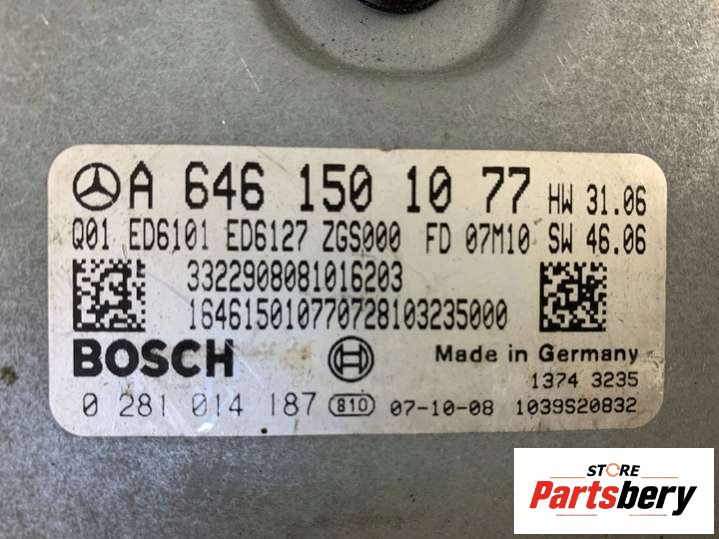 A 646 150 10 77 HW 31.06
Q01 ED6101 ED6127 ZGS000 FD 07M10 SW 46.06
3322908081016203
164615010770728103235000
BOSCH Made in Germany
1374 3235
0 281 014 187 810 07-10-08 1039S20832
STORE
Partsbery